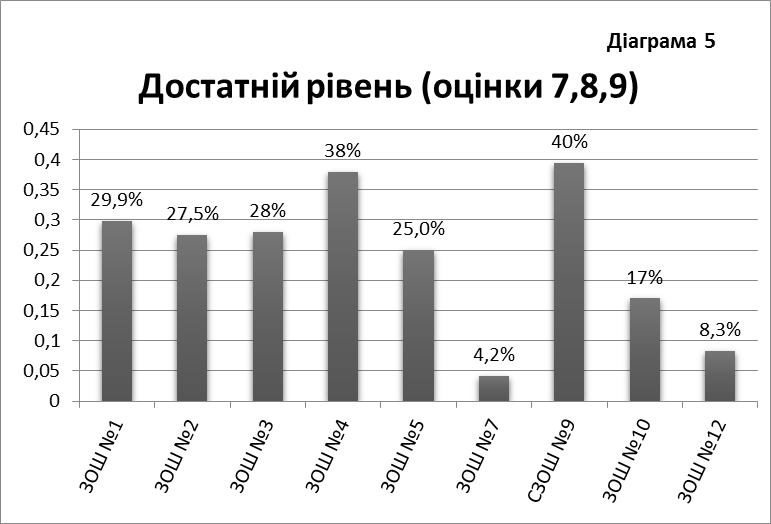 Діаграма 5
Достатній рівень (оцінки 7,8,9)
0,45
0,4
0,35
0,3
0,25
0,2
0,15
0,1
0,05
0
29,9%
27,5%
28%
38%
25,0%
4,2%
40%
17%
8,3%
ЗОШ №1
ЗОШ №2
ЗОШ №3
ЗОШ №4
ЗОШ №5
ЗОШ №7
СЗОШ №9
ЗОШ №10
ЗОШ №12